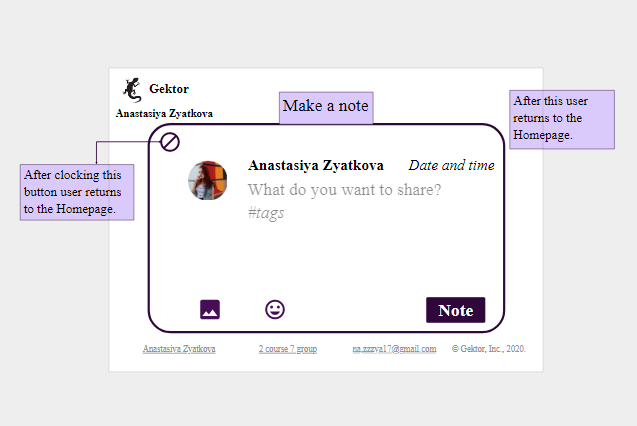 Gektor
Anastasiya Zyatkova
Make a note
After this user
returns to the
Homepage.
After clocking this
button user returns
to the Homepage.
Anastasiya Zyatkova Date and time
What do you want to share?
#tags
Note
Anastasiya Zyatkova 2 course 7 group na.zzzya17@gmail.com © Gektor, Inc., 2020.